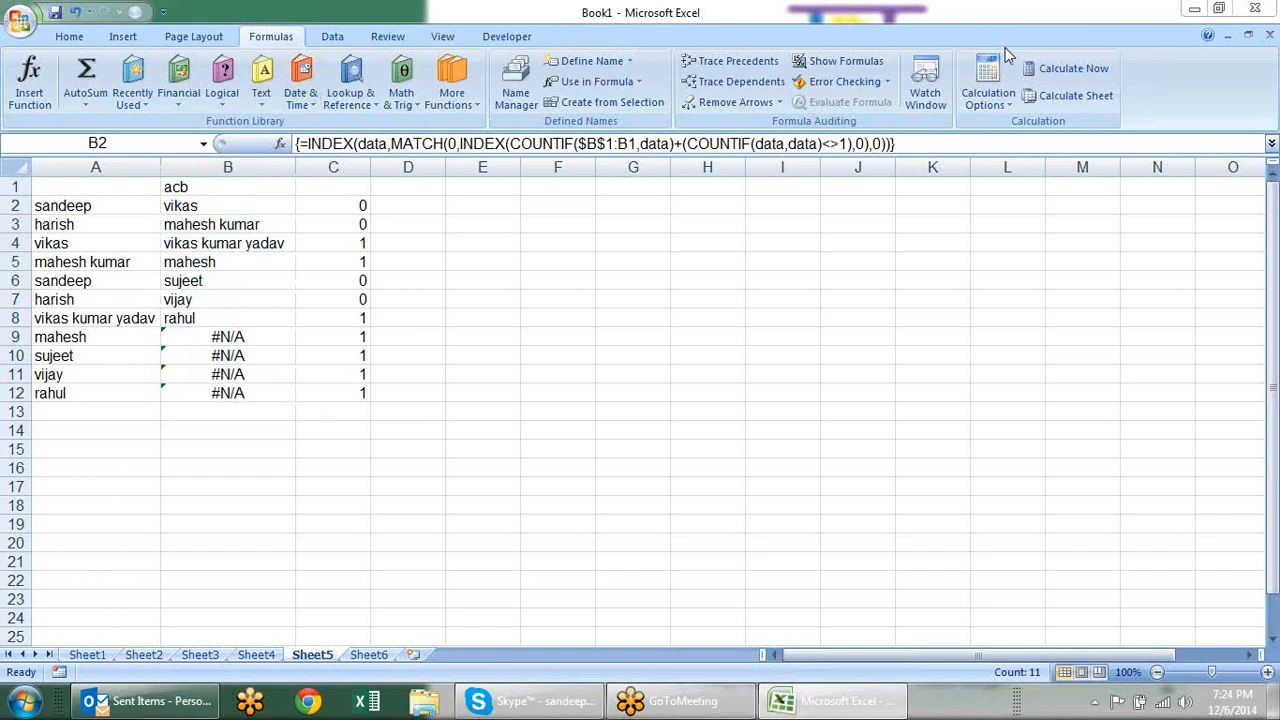 Book1 - Microsoft Excel
Home Insert Page Layout Formulas Data Review View Developer
Insert Function
AutoSum
Recently Used
Financial
Logical
Text
Date & Time
Lookup & Reference
Math & Trig
More Functions
Function Library
Name Manager
Define Name
Use in Formula
Create from Selection
Defined Names
Trace Precedents
Trace Dependents
Remove Arrows
Show Formulas
Error Checking
Evaluate Formula
Formula Auditing
Watch Window
Calculation Options
Calculate Now
Calculate Sheet
Calculation
B2 fx {=INDEX(data,MATCH(0,INDEX(COUNTIF($B$1:B1,data)+(COUNTIF(data,data)<>1),0),0))}
A B C D E F G H I J K L M N O
1 acb
2 sandeep vikas 0
3 harish mahesh kumar 0
4 vikas vikas kumar yadav 1
5 mahesh kumar mahesh 1
6 sandeep sujeet 0
7 harish vijay 0
8 vikas kumar yadav rahul 1
9 mahesh #N/A 1
10 sujeet #N/A 1
11 vijay #N/A 1
12 rahul #N/A 1
13
14
15
16
17
18
19
20
21
22
23
24
25
Sheet1 Sheet2 Sheet3 Sheet4 Sheet5 Sheet6
Ready Count: 11 100%
Sent Items - Perso... Skype™ - sandeep... GoToMeeting Microsoft Excel - ...
7:24 PM
12/6/2014